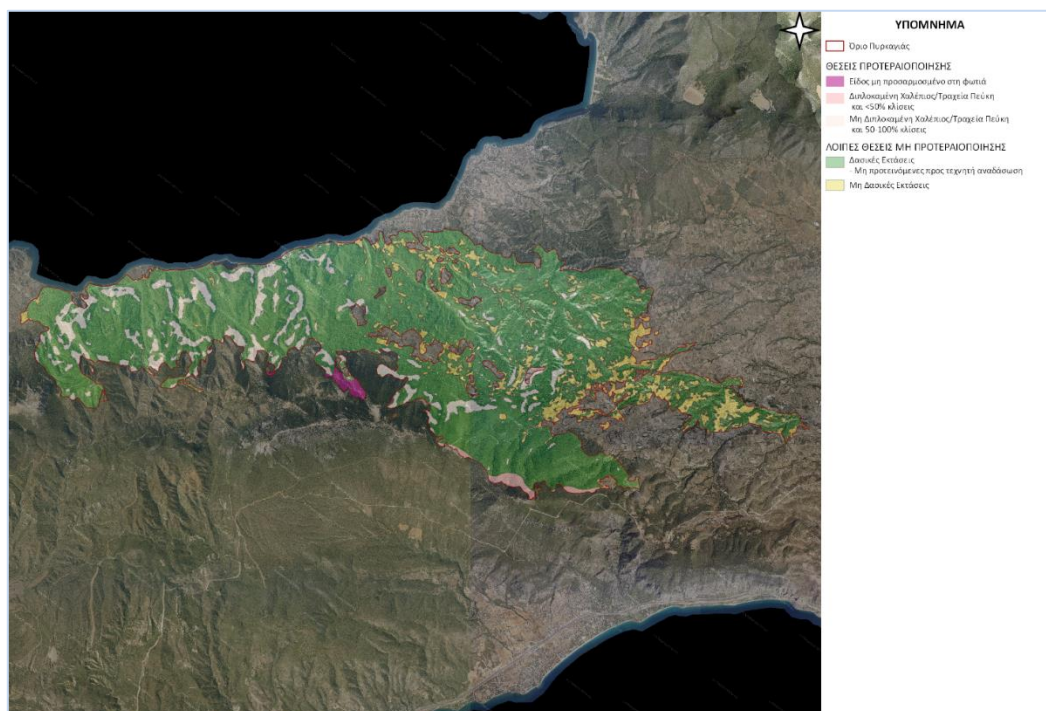 ΥΠΟΜΝΗΜΑ
Όριο Πυρκαγιάς
ΘΕΣΕΙΣ ΠΡΟΤΕΡΑΙΟΠΟΙΗΣΗΣ
Είδος μη προσαρμοσμένο στη φωτιά
Διπλοκαμένη Χαλέπιος/Τραχεία Πεύκη
και <50% κλίσεις
Μη Διπλοκαμένη Χαλέπιος/Τραχεία Πεύκη
και 50-100% κλίσεις
ΛΟΙΠΕΣ ΘΕΣΕΙΣ ΜΗ ΠΡΟΤΕΡΑΙΟΠΟΙΗΣΗΣ
Δασικές Εκτάσεις
- Μη προτεινόμενες προς τεχνητή αναδάσωση
Μη Δασικές Εκτάσεις